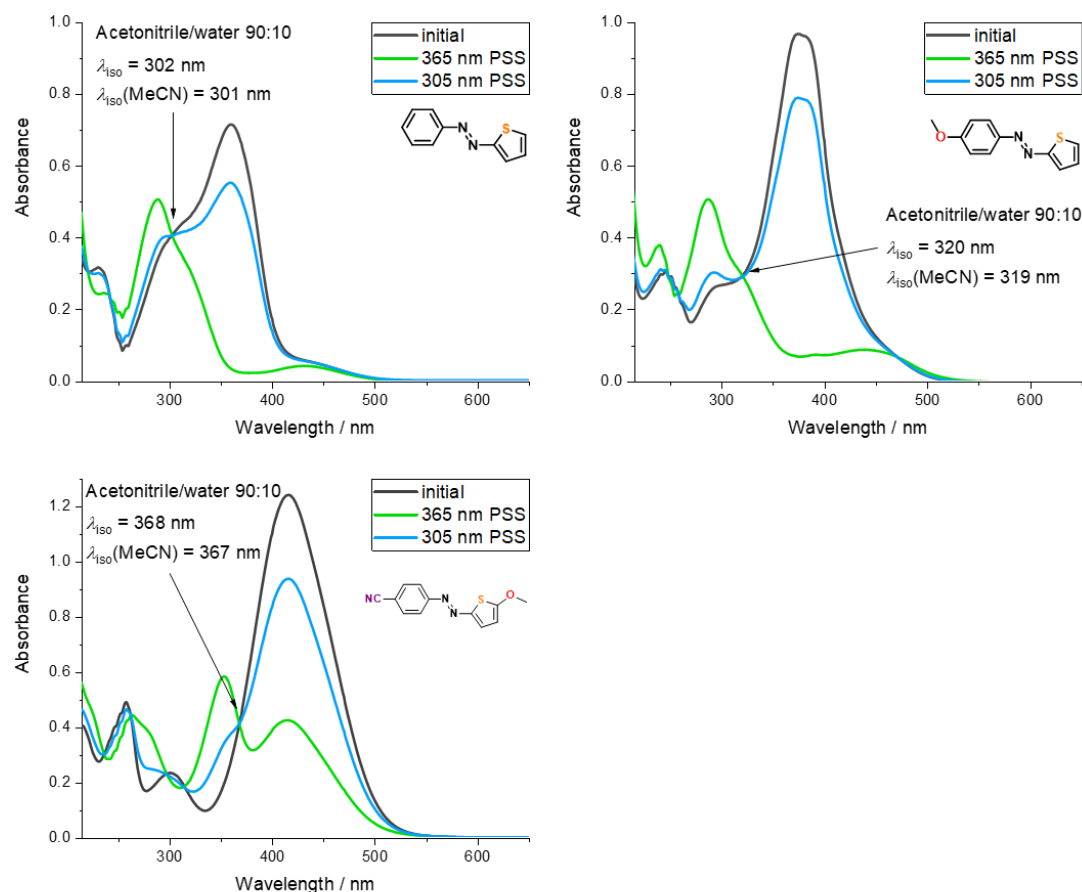 Acetonitrile/water 90:10
λiso = 302 nm
λiso(MeCN) = 301 nm
initial
365 nm PSS
305 nm PSS
N
N
S
1.0
0.8
0.6
0.4
0.2
0.0
Absorbance
300
400
500
600
Wavelength / nm
initial
365 nm PSS
305 nm PSS
O
N
N
S
Acetonitrile/water 90:10
λiso = 320 nm
λiso(MeCN) = 319 nm
1.0
0.8
0.6
0.4
0.2
0.0
Absorbance
300
400
500
600
Wavelength / nm
Acetonitrile/water 90:10
λiso = 368 nm
λiso(MeCN) = 367 nm
initial
365 nm PSS
305 nm PSS
NC
N
N
S
O
1.2
1.0
0.8
0.6
0.4
0.2
0.0
Absorbance
300
400
500
600
Wavelength / nm